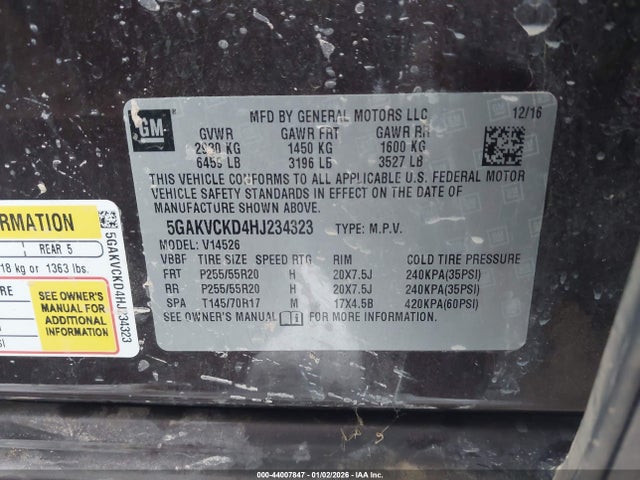 GM
MFD BY GENERAL MOTORS LLC
12/16
GVWR GAWR FRT GAWR RR
2930 KG 1450 KG 1600 KG
6459 LB 3196 LB 3527 LB
THIS VEHICLE CONFORMS TO ALL APPLICABLE U.S. FEDERAL MOTOR
VEHICLE SAFETY STANDARDS IN EFFECT ON THE DATE OF
MANUFACTURE SHOWN ABOVE.
5GAKVCKD4HJ234323 TYPE: M.P.V.
MODEL: V14526
VBBF TIRE SIZE SPEED RTG RIM COLD TIRE PRESSURE
FRT P255/55R20 H 20X7.5J 240KPA(35PSI)
RR P255/55R20 H 20X7.5J 240KPA(35PSI)
SPA T145/70R17 M 17X4.5B 420KPA(60PSI)
SEE OWNER'S MANUAL FOR MORE INFORMATION.
ORMATION
REAR 5
18 kg or 1363 lbs.
RE
SEE OWNER'S
MANUAL FOR
ADDITIONAL
INFORMATION
SI
5GAKVCKD4HJ234323
000-44007847 01/02/2026